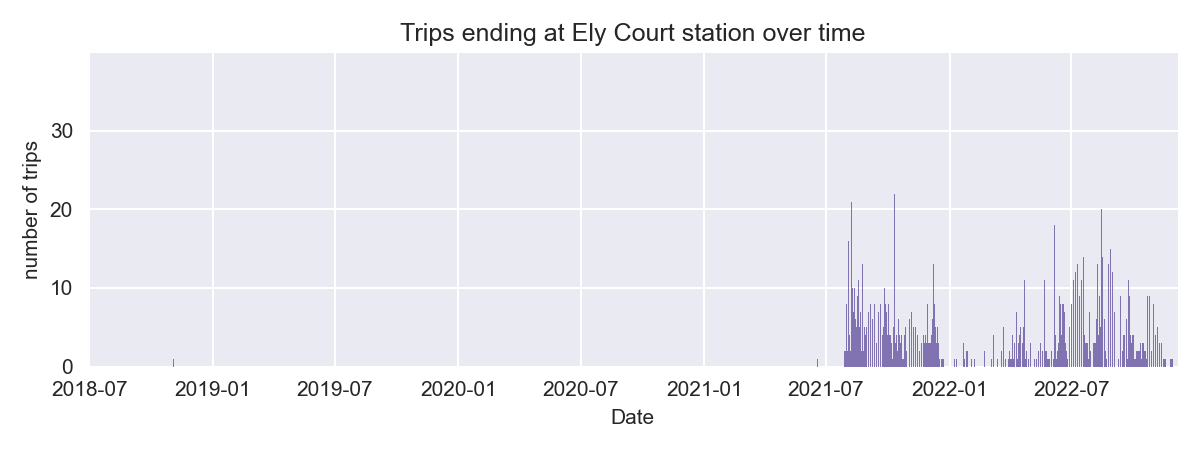 Trips ending at Ely Court station over time
number of trips
30
20
10
0
2018-07 2019-01 2019-07 2020-01 2020-07 2021-01 2021-07 2022-01 2022-07
Date